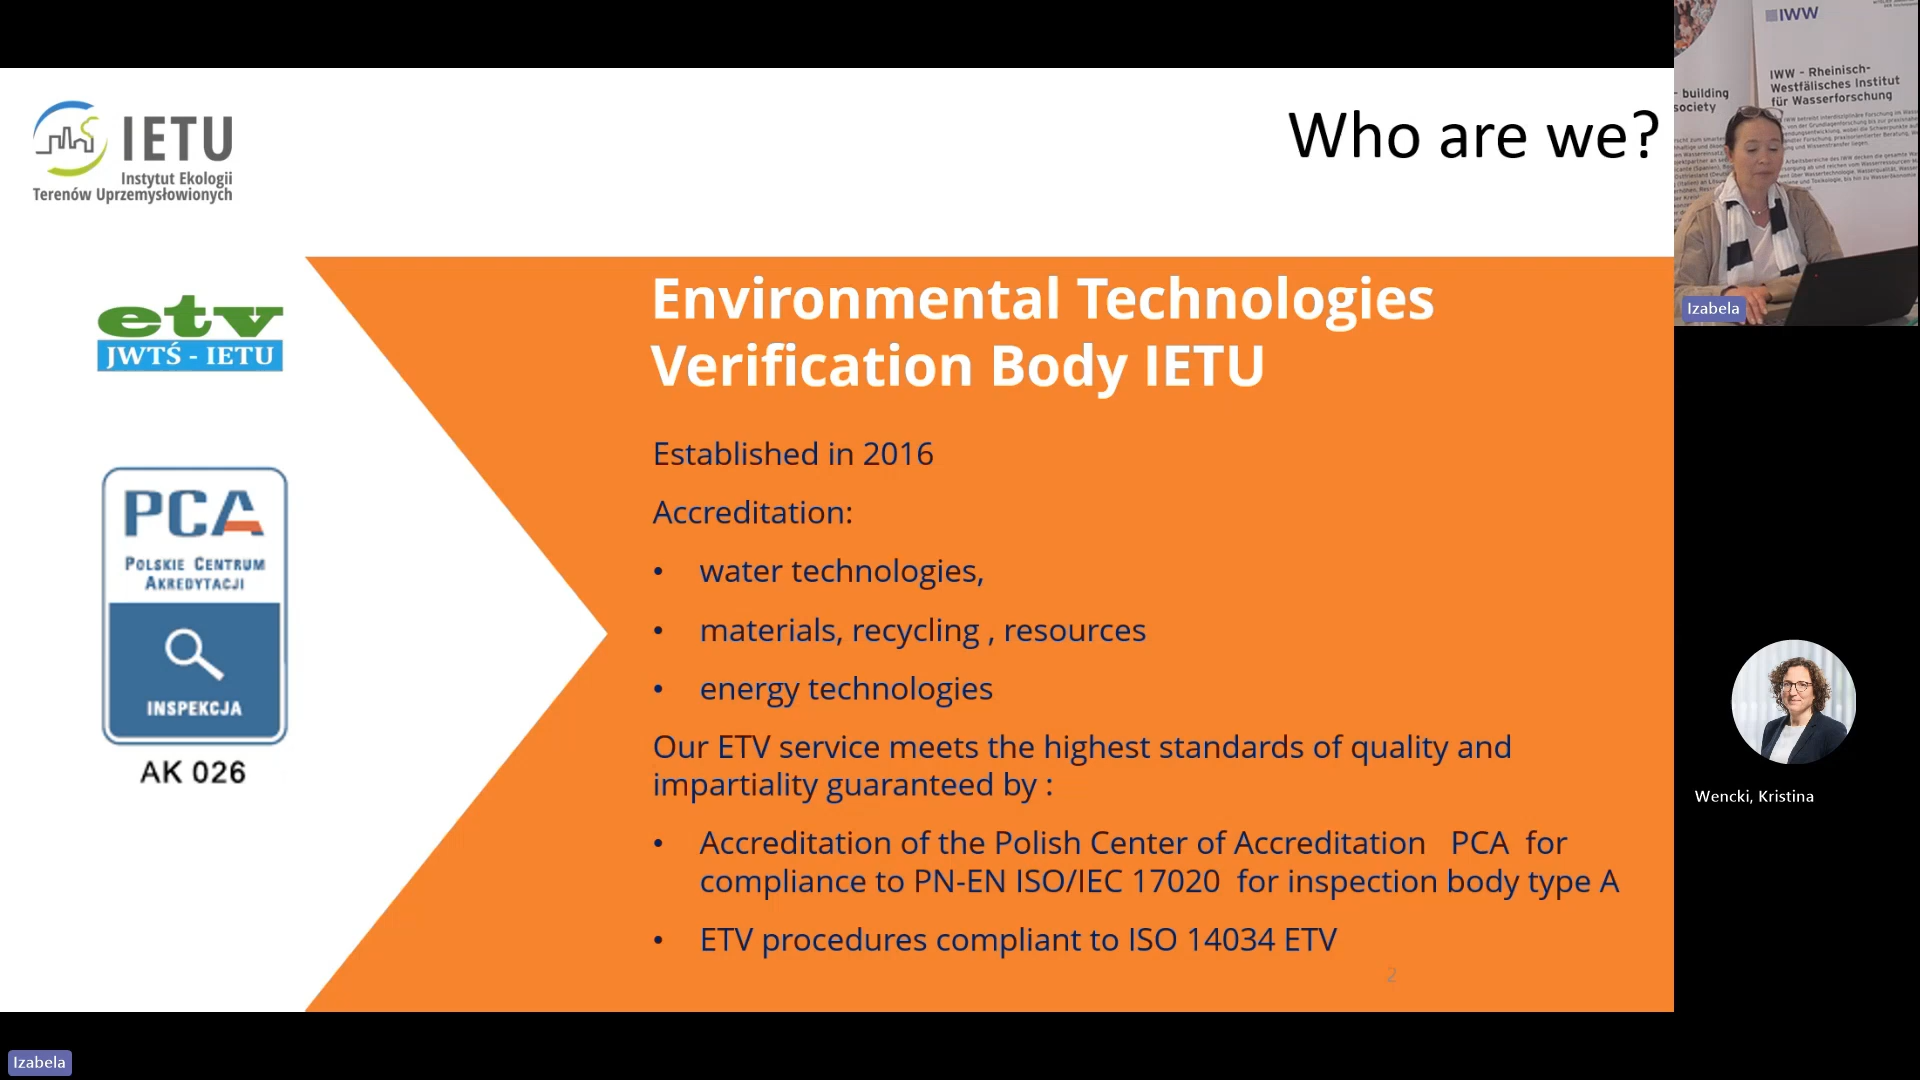 IETU
Instytut Ekologii
Terenów Uprzemysłowionych
Who are we?
etv
JWTŚ - IETU
PCA
POLSKIE CENTRUM
AKREDYTACJI
INSPEKCJA
AK 026
Environmental Technologies
Verification Body IETU
Established in 2016
Accreditation:
• water technologies,
• materials, recycling , resources
• energy technologies
Our ETV service meets the highest standards of quality and
impartiality guaranteed by :
• Accreditation of the Polish Center of Accreditation PCA for
compliance to PN-EN ISO/IEC 17020 for inspection body type A
• ETV procedures compliant to ISO 14034 ETV
2
IWW
IWW - Rheinisch-
Westfälisches Institut
für Wasserforschung
building
society
Izabela
Wencki, Kristina
Izabela